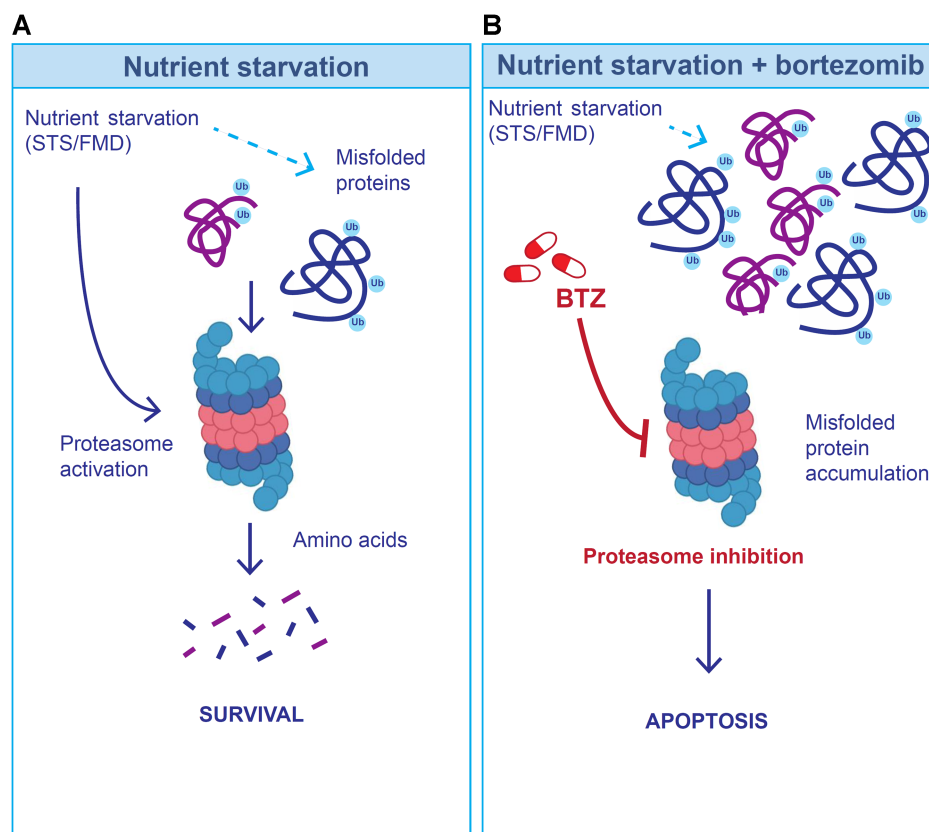 A
Nutrient starvation
Nutrient starvation
(STS/FMD)
Misfolded
proteins
Ub
Ub
Ub
Ub
Ub
Proteasome
activation
Amino acids
SURVIVAL
B
Nutrient starvation + bortezomib
Nutrient starvation
(STS/FMD)
Ub
Ub
Ub
Ub
Ub
Ub
Ub
Ub
Ub
Ub
Ub
Ub
Ub
BTZ
Misfolded
protein
accumulation
Proteasome inhibition
APOPTOSIS